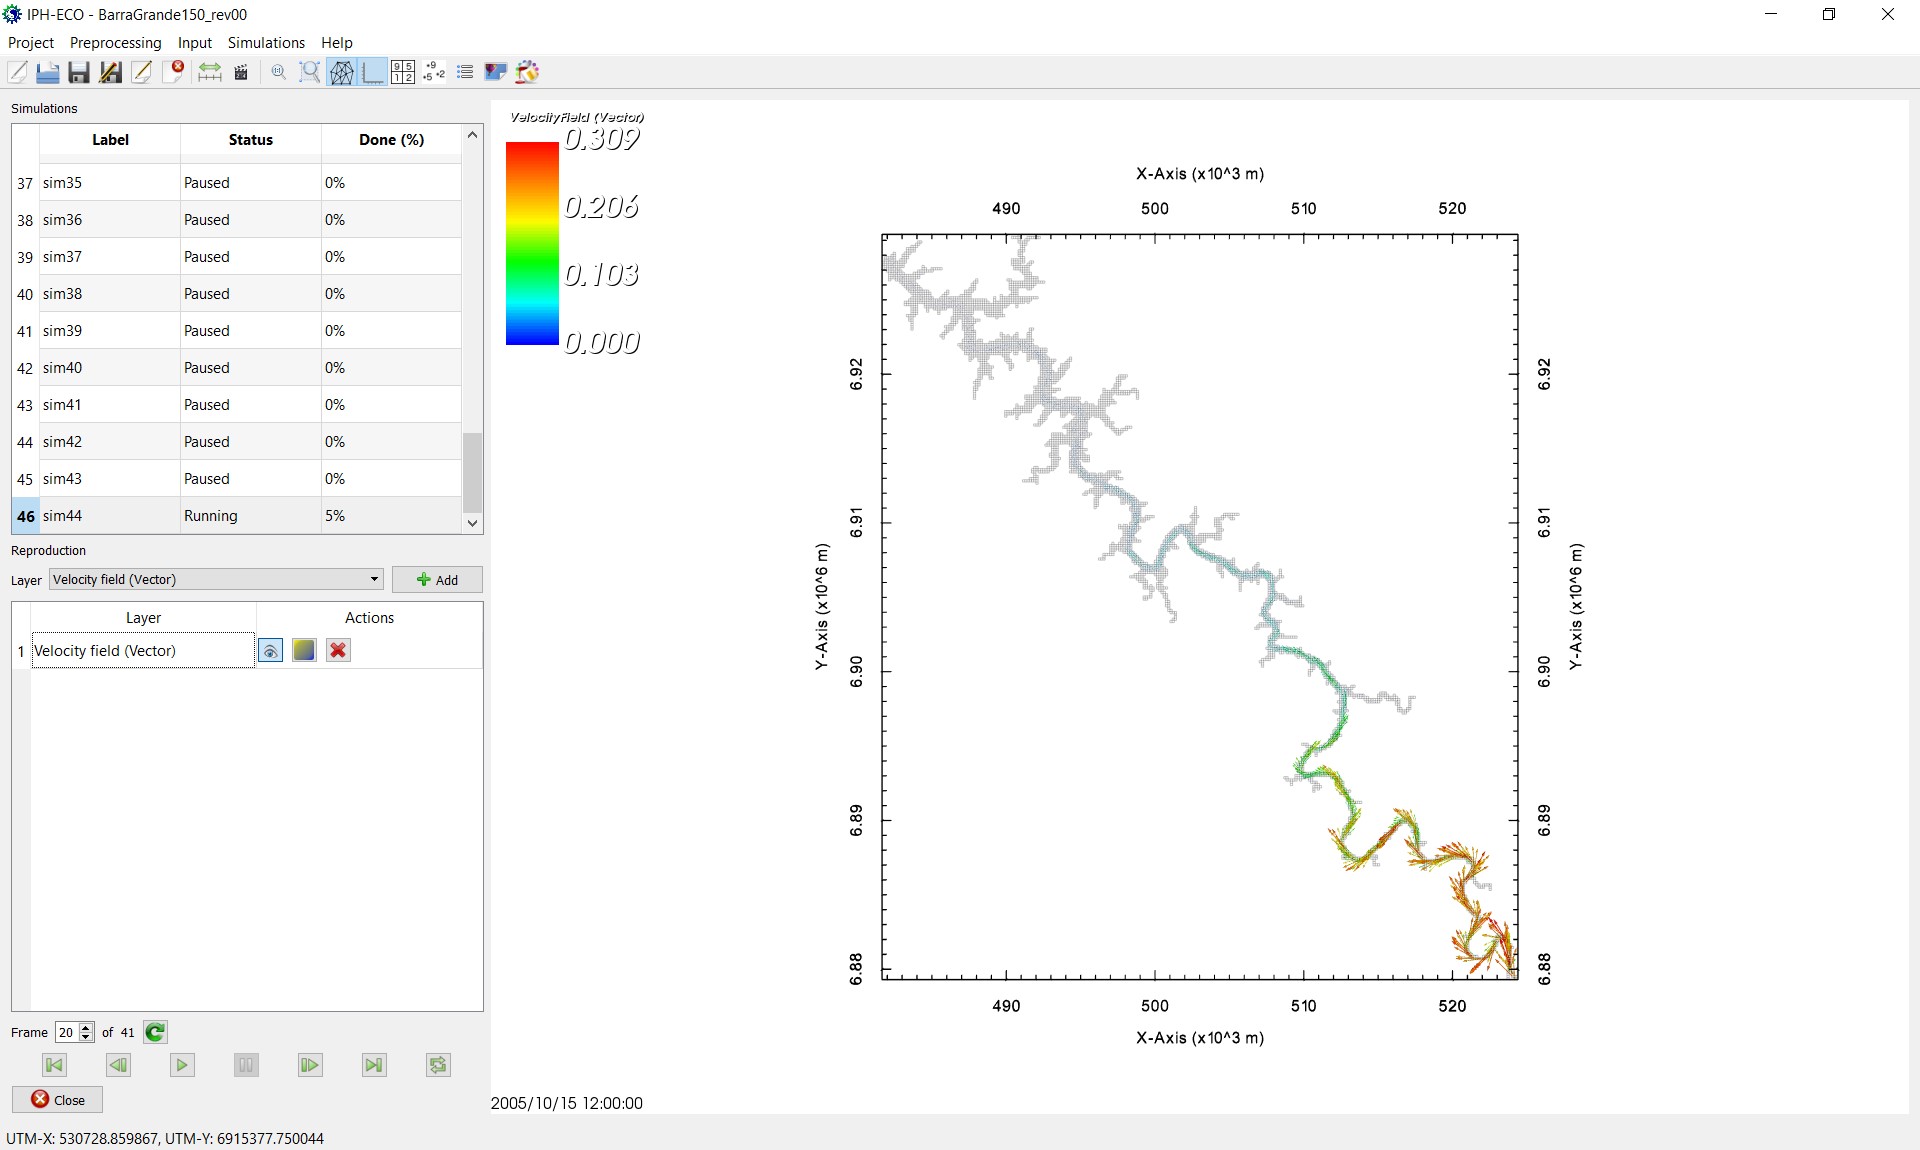 IPH-ECO - BarraGrande150_rev00
Project Preprocessing Input Simulations Help
Simulations
Label Status Done (%)
37 sim35 Paused 0%
38 sim36 Paused 0%
39 sim37 Paused 0%
40 sim38 Paused 0%
41 sim39 Paused 0%
42 sim40 Paused 0%
43 sim41 Paused 0%
44 sim42 Paused 0%
45 sim43 Paused 0%
46 sim44 Running 5%
Reproduction
Layer Velocity field (Vector) Add
Layer Actions
1 Velocity field (Vector)
Frame 20 of 41
Close
UTM-X: 530728.859867, UTM-Y: 6915377.750044
VelocityField (Vector)
0.309
0.206
0.103
0.000
X-Axis (x10^3 m)
490 500 510 520
6.92 6.92
6.91 6.91
Y-Axis (x10^6 m) Y-Axis (x10^6 m)
6.90 6.90
6.89 6.89
6.88 6.88
490 500 510 520
X-Axis (x10^3 m)
2005/10/15 12:00:00